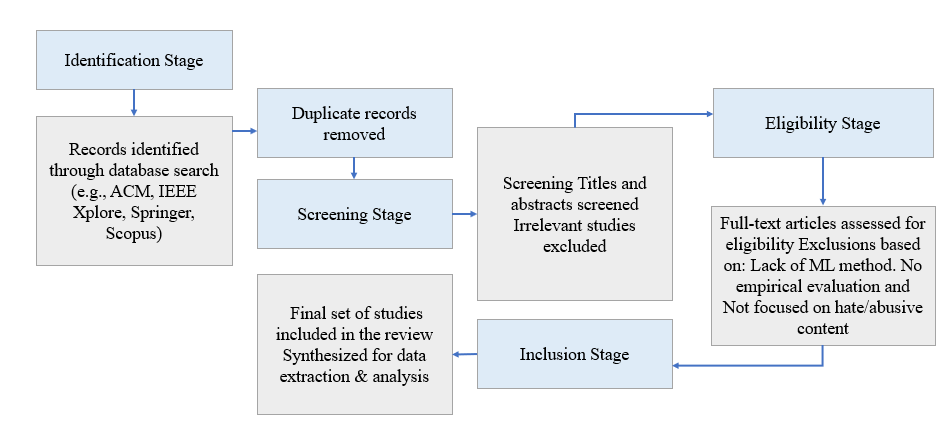 Identification Stage
Records identified
through database search
(e.g., ACM, IEEE
Xplore, Springer,
Scopus)
Duplicate records
removed
Screening Stage
Screening Titles and
abstracts screened
Irrelevant studies
excluded
Eligibility Stage
Full-text articles assessed for
eligibility Exclusions based
on: Lack of ML method. No
empirical evaluation and
Not focused on hate/abusive
content
Inclusion Stage
Final set of studies
included in the review
Synthesized for data
extraction & analysis